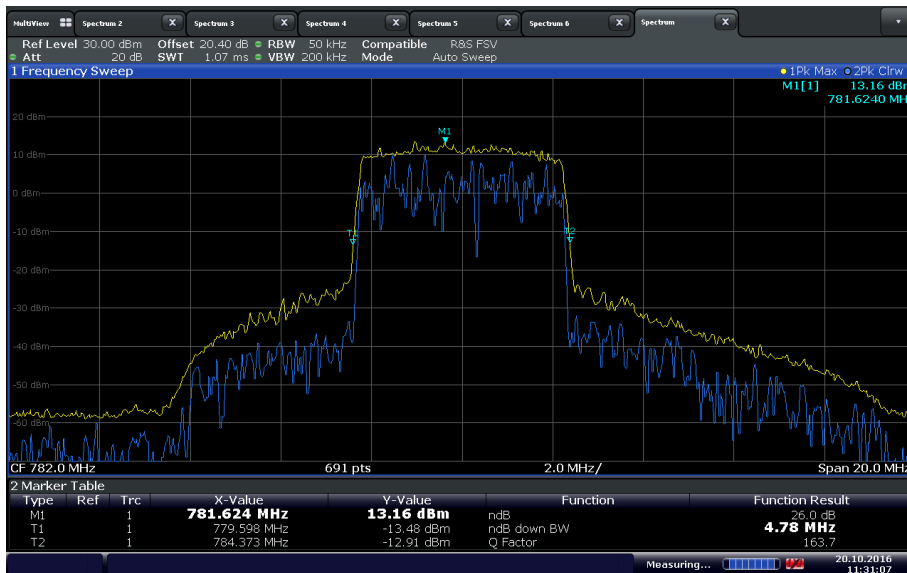 MultiView Spectrum 2 X Spectrum 3 X Spectrum 4 X Spectrum 5 X Spectrum 6 X Spectrum X
Ref Level 30.00 dBm Offset 20.40 dB RBW 50 kHz Compatible R&S FSV
Att 20 dB SWT 1.07 ms VBW 200 kHz Mode Auto Sweep
1 Frequency Sweep 1Pk Max 2Pk Clrw
M1[1] 13.16 dBm
781.6240 MH
20 dBm
M1
10 dBm
0 dBm
-10 dBm
T1 T2
-20 dBm
-30 dBm
-40 dBm
-50 dBm
-60 dBm
CF 782.0 MHz 691 pts 2.0 MHz/ Span 20.0 MHz
2 Marker Table
Type Ref Trc X-Value Y-Value Function Function Result
M1 1 781.624 MHz 13.16 dBm ndB 26.0 dB
T1 1 779.598 MHz -13.48 dBm ndB down BW 4.78 MHz
T2 1 784.373 MHz -12.91 dBm Q Factor 163.7
Measuring... 20.10.2016
11:31:07